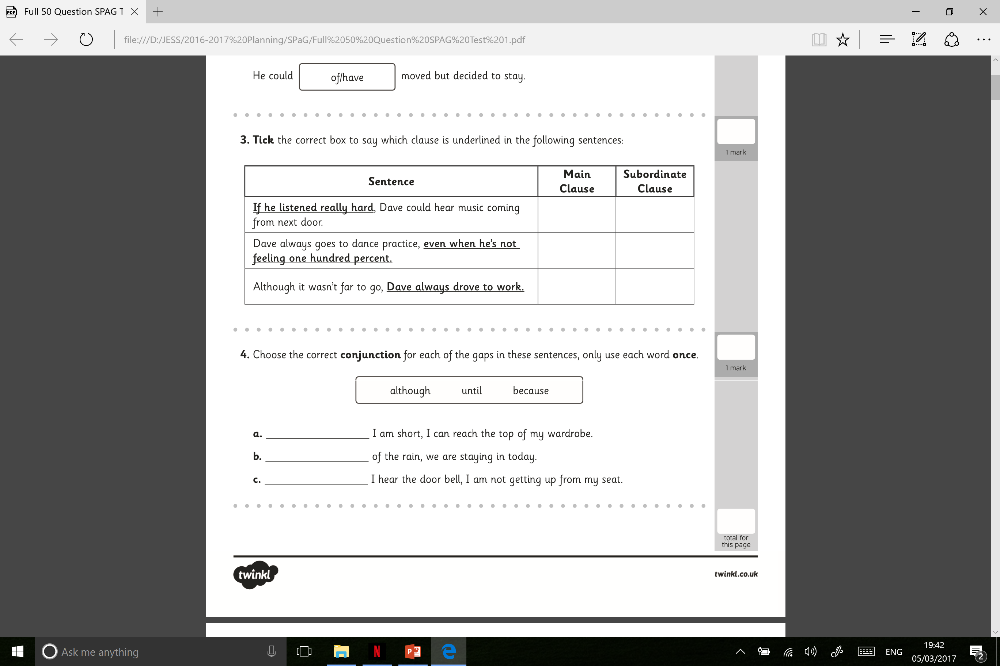 Full 50 Question SPAG T
file:///D:/JESS/2016-2017%20Planning/SPaG/Full%2050%20Question%20SPAG%20Test%201.pdf
He could of/have moved but decided to stay.
3. Tick the correct box to say which clause is underlined in the following sentences:
1 mark
Sentence
Main
Clause
Subordinate
Clause
If he listened really hard, Dave could hear music coming
from next door.
Dave always goes to dance practice, even when he's not
feeling one hundred percent.
Although it wasn't far to go, Dave always drove to work.
4. Choose the correct conjunction for each of the gaps in these sentences, only use each word once.
1 mark
although until because
a. ____________ I am short, I can reach the top of my wardrobe.
b. ____________ of the rain, we are staying in today.
c. ____________ I hear the door bell, I am not getting up from my seat.
total for
this page
twinkl
twinkl.co.uk
Ask me anything
ENG
19:42
05/03/2017
2